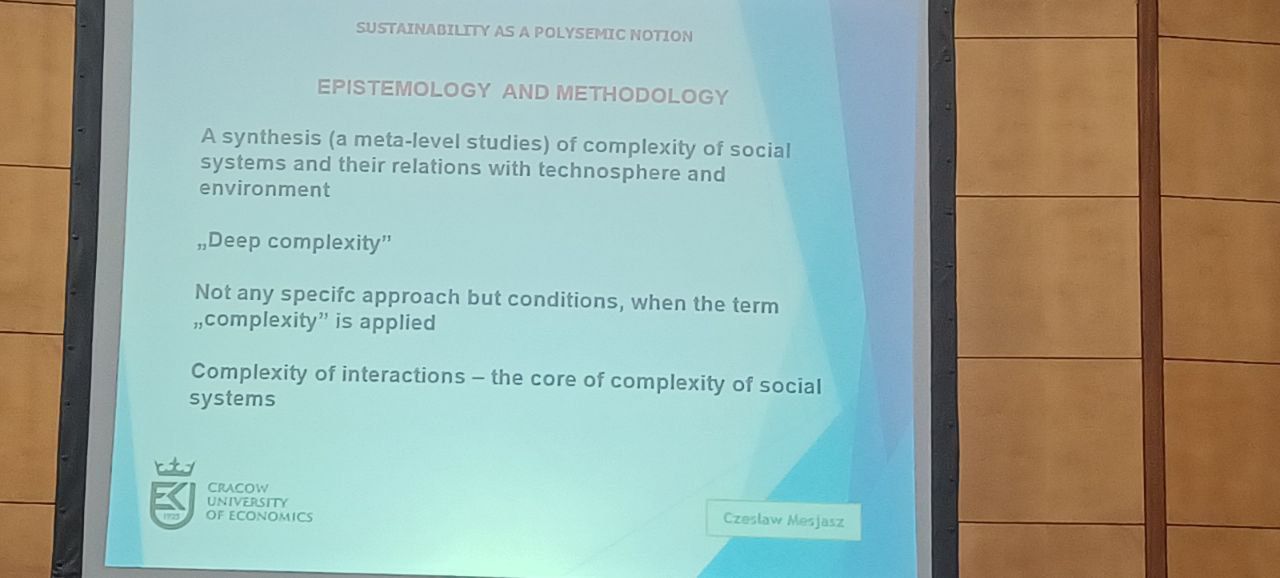 SUSTAINABILITY AS A POLYSEMIC NOTION
EPISTEMOLOGY AND METHODOLOGY
A synthesis (a meta-level studies) of complexity of social
systems and their relations with technosphere and
environment
„Deep complexity”
Not any specifc approach but conditions, when the term
„complexity” is applied
Complexity of interactions – the core of complexity of social
systems
1925
CRACOW
UNIVERSITY
OF ECONOMICS
Czesław Mesjasz